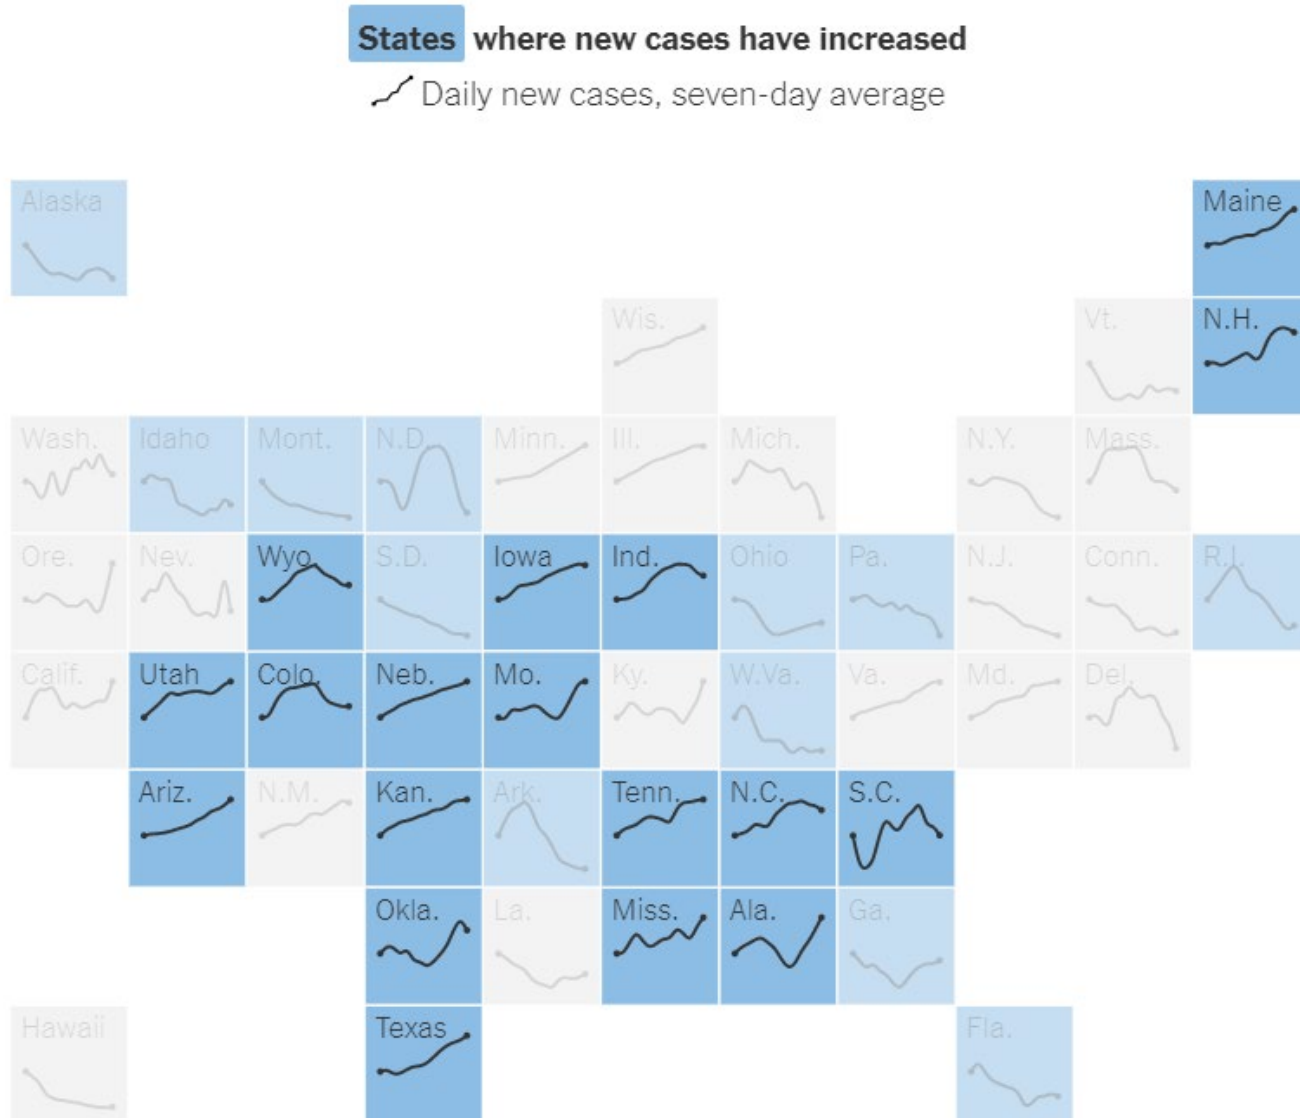 States where new cases have increased
Daily new cases, seven-day average
Alaska
Maine
Wis.
Vt.
N.H.
Wash.
Idaho
Mont.
N.D.
Minn.
Ill.
Mich.
N.Y.
Mass.
Ore.
Nev.
Wyo.
S.D.
Iowa
Ind.
Ohio
Pa.
N.J.
Conn.
R.I.
Calif.
Utah
Colo.
Neb.
Mo.
Ky.
W.Va.
Va.
Md.
Del.
Ariz.
N.M.
Kan.
Ark.
Tenn.
N.C.
S.C.
Okla.
La.
Miss.
Ala.
Ga.
Hawaii
Texas
Fla.